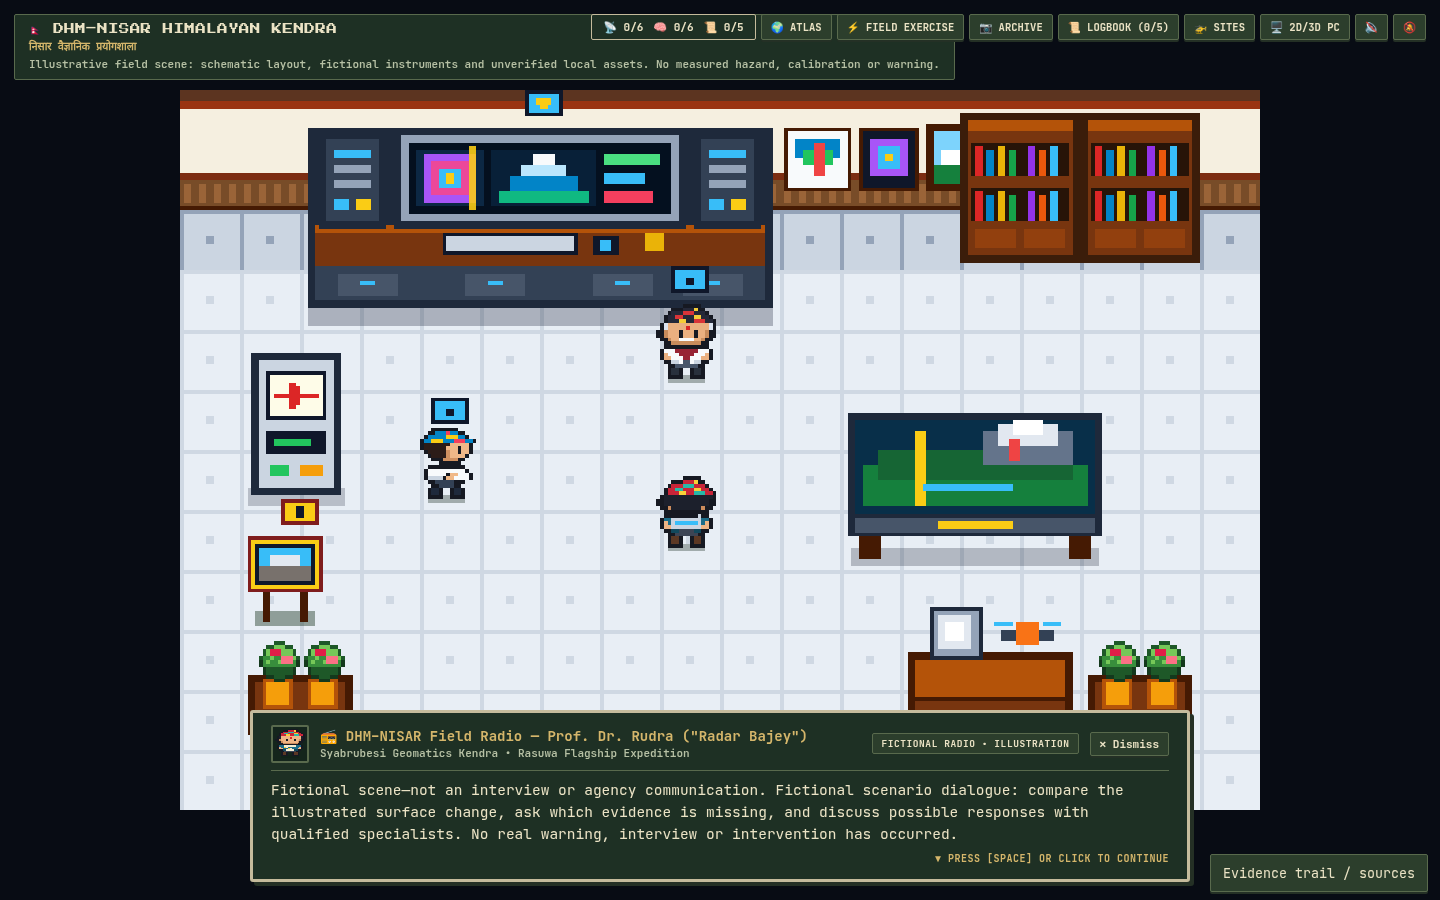 DHM-NISAR HIMALAYAN KENDRA
निसार वैज्ञानिक प्रयोगशाला
Illustrative field scene: schematic layout, fictional instruments and unverified local assets. No measured hazard, calibration or warning.
0/6 0/6 0/5
ATLAS
FIELD EXERCISE
ARCHIVE
LOGBOOK (0/5)
SITES
2D/3D PC
DHM-NISAR Field Radio — Prof. Dr. Rudra ("Radar Bajey")
Syabrubesi Geomatics Kendra • Rasuwa Flagship Expedition
FICTIONAL RADIO • ILLUSTRATION
× Dismiss
Fictional scene—not an interview or agency communication. Fictional scenario dialogue: compare the
illustrated surface change, ask which evidence is missing, and discuss possible responses with
qualified specialists. No real warning, interview or intervention has occurred.
▼ PRESS [SPACE] OR CLICK TO CONTINUE
Evidence trail / sources